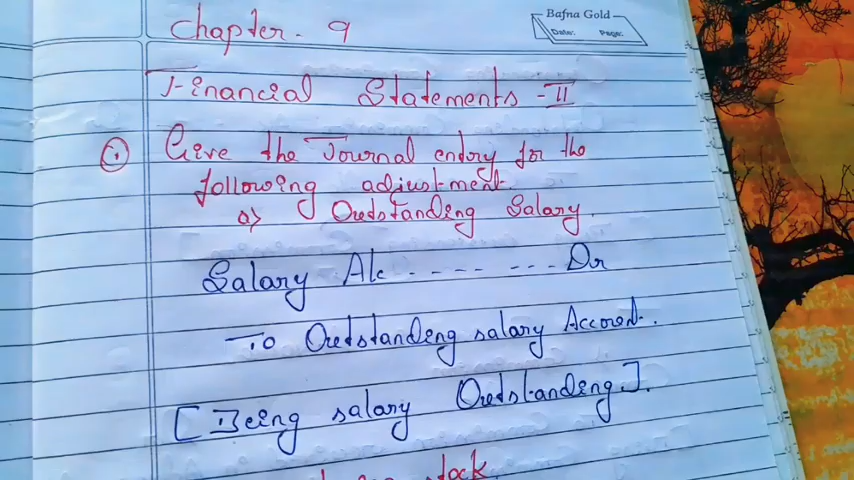 Bafna Gold
Date: Page:
Chapter - 9
Financial Statements - II
1 Give the Journal entry for the
following adjustment.
a) Outstanding Salary.
Salary A/c - - - - - - - Dr
To Outstanding salary Account.
[Being salary Outstanding].
stock